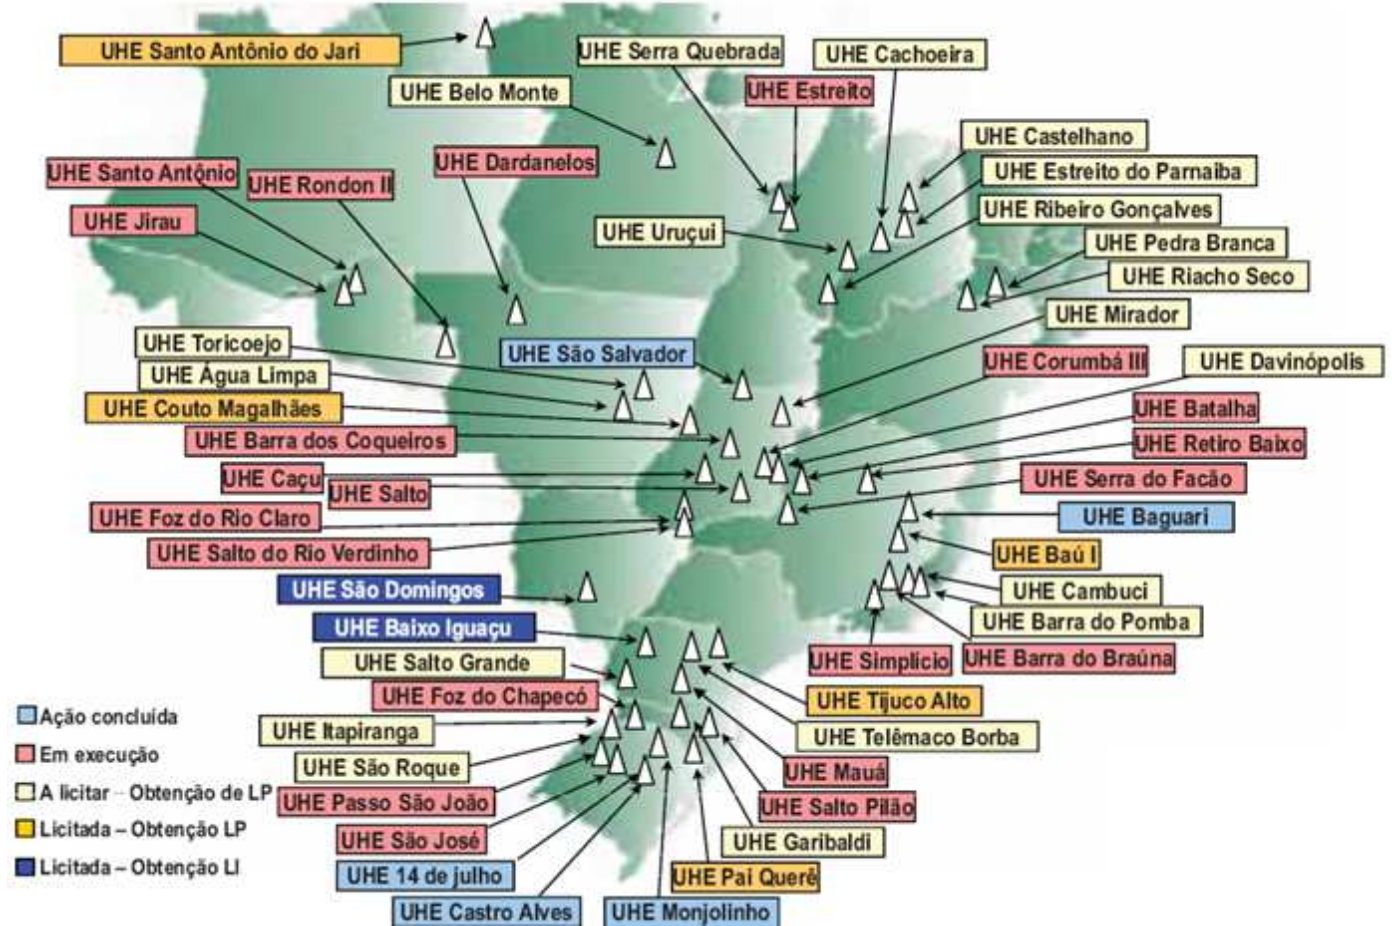 UHE Santo Antônio do Jari
UHE Serra Quebrada
UHE Cachoeira
UHE Belo Monte
UHE Estreito
UHE Castelhano
UHE Santo Antônio
UHE Rondon II
UHE Dardanelos
UHE Estreito do Parnaiba
UHE Jirau
UHE Uruçui
UHE Ribeiro Gonçalves
UHE Pedra Branca
UHE Riacho Seco
UHE Mirador
UHE Toricoejo
UHE São Salvador
UHE Corumbá III
UHE Davinópolis
UHE Água Limpa
UHE Couto Magalhães
UHE Batalha
UHE Barra dos Coqueiros
UHE Retiro Baixo
UHE Caçu
UHE Salto
UHE Serra do Facão
UHE Foz do Rio Claro
UHE Baguari
UHE Salto do Rio Verdinho
UHE Baú I
UHE São Domingos
UHE Cambuci
UHE Baixo Iguaçu
UHE Barra do Pomba
UHE Salto Grande
UHE Simplício
UHE Barra do Braúna
UHE Foz do Chapecó
UHE Tijuco Alto
UHE Itapiranga
UHE Telêmaco Borba
UHE São Roque
UHE Mauá
UHE Passo São João
UHE Salto Pilão
UHE São José
UHE Garibaldi
UHE 14 de julho
UHE Pai Querê
UHE Castro Alves
UHE Monjolinho
Ação concluída
Em execução
A licitar – Obtenção de LP
Licitada – Obtenção LP
Licitada – Obtenção LI